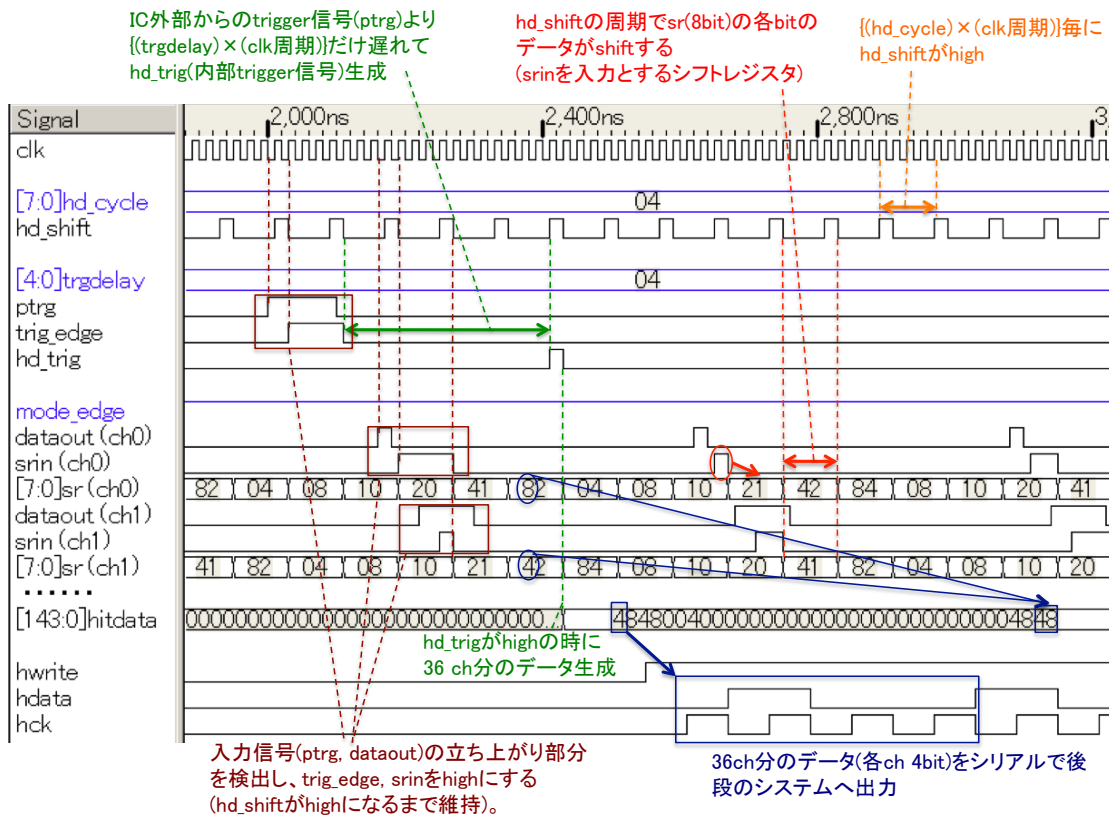 IC外部からのtrigger信号(ptrg)より
{(trgdelay)×(clk周期)}だけ遅れて
hd_trig(内部trigger信号)生成
hd_shiftの周期でsr(8bit)の各bitの
データがshiftする
(srinを入力とするシフトレジスタ)
{(hd_cycle)×(clk周期)}毎に
hd_shiftがhigh
Signal 2,000ns 2,400ns 2,800ns 3,
clk
[7:0]hd_cycle 04
hd_shift
[4:0]trgdelay 04
ptrg
trig_edge
hd_trig
mode_edge
dataout(ch0)
srin(ch0)
[7:0]sr(ch0) 82 04 08 10 20 41 82 04 08 10 21 42 84 08 10 20 41
dataout(ch1)
srin(ch1)
[7:0]sr(ch1) 41 82 04 08 10 21 42 84 08 10 20 41 82 04 08 10 20
......
[143:0]hitdata
hd_trigがhighの時に
36 ch分のデータ生成
hwrite
hdata
hck
入力信号(ptrg, dataout)の立ち上がり部分
を検出し、trig_edge, srinをhighにする
(hd_shiftがhighになるまで維持)。
36ch分のデータ(各ch 4bit)をシリアルで後
段のシステムへ出力